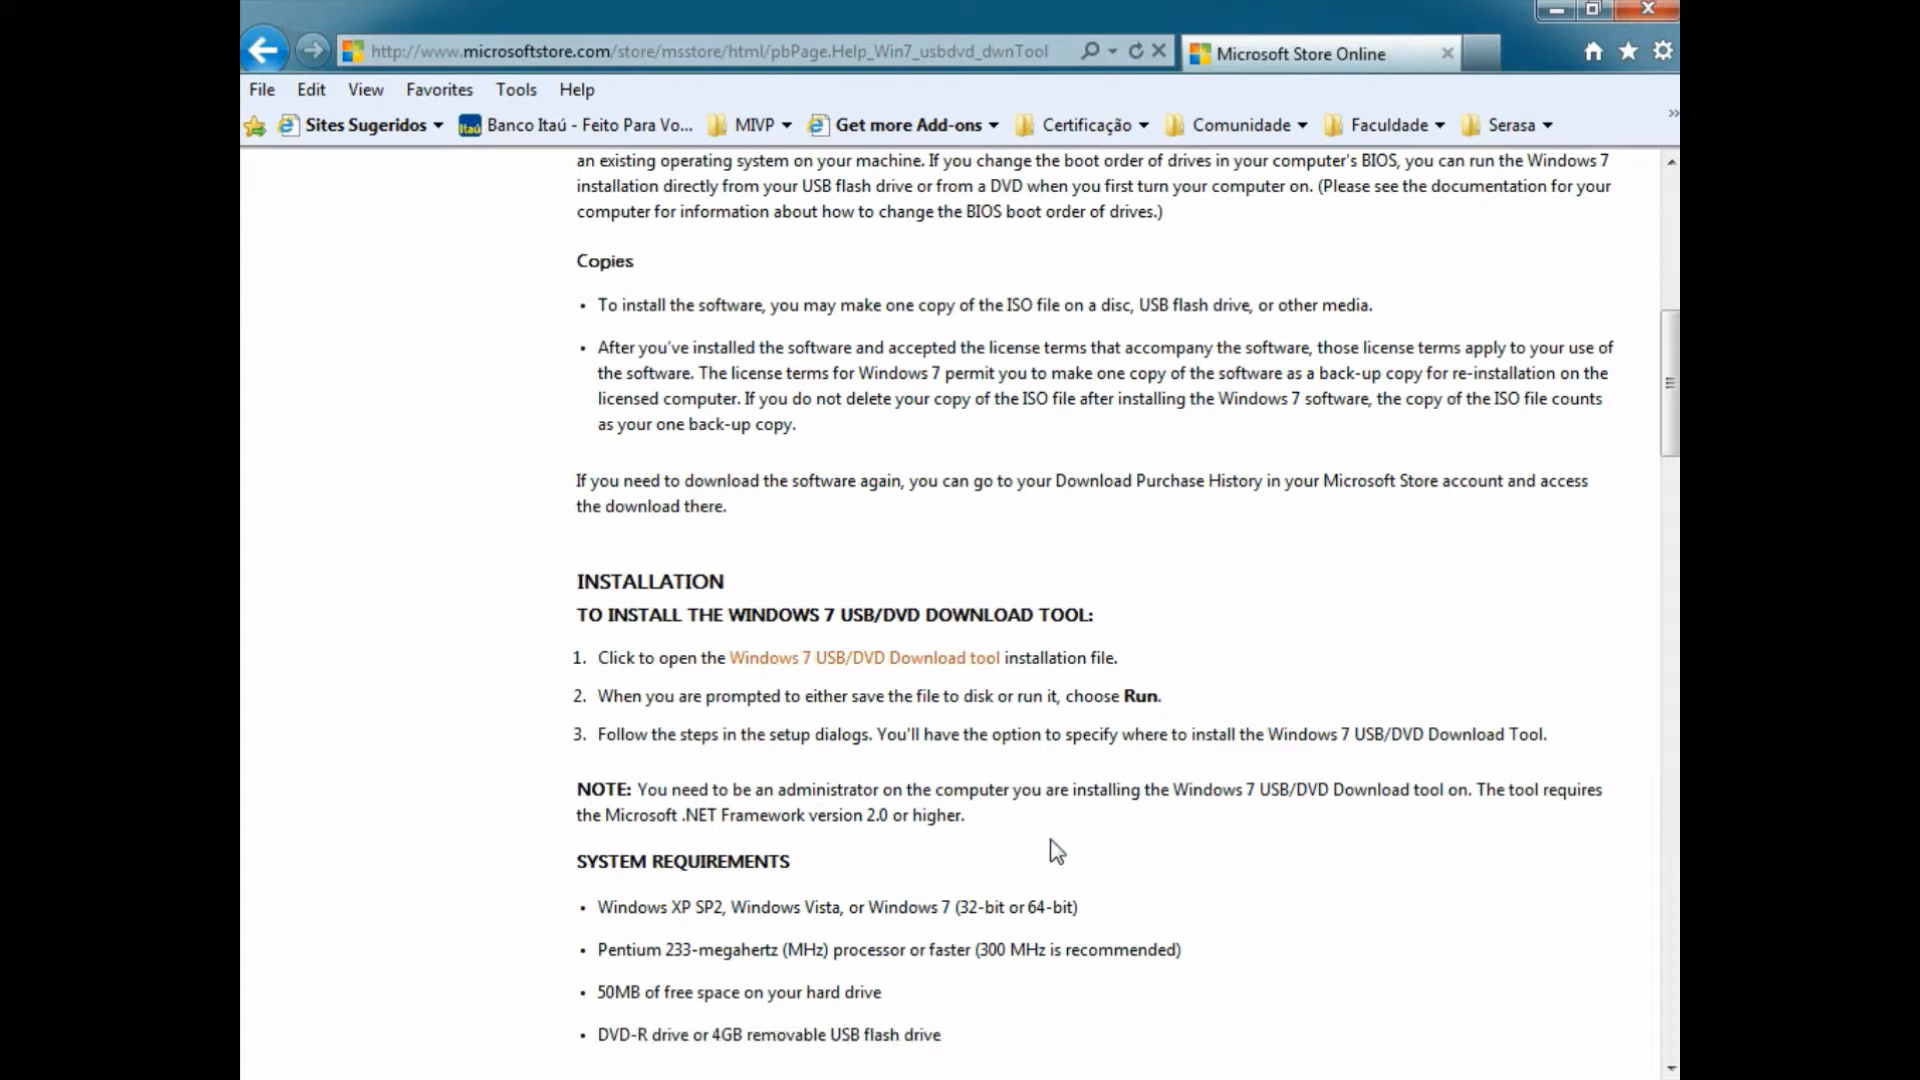 http://www.microsoftstore.com/store/msstore/html/pbPage.Help_Win7_usbdvd_dwnTool
Microsoft Store Online
File Edit View Favorites Tools Help
Sites Sugeridos Banco Itaú - Feito Para Vo... MIVP Get more Add-ons Certificação Comunidade Faculdade Serasa
an existing operating system on your machine. If you change the boot order of drives in your computer's BIOS, you can run the Windows 7
installation directly from your USB flash drive or from a DVD when you first turn your computer on. (Please see the documentation for your
computer for information about how to change the BIOS boot order of drives.)
Copies
• To install the software, you may make one copy of the ISO file on a disc, USB flash drive, or other media.
• After you've installed the software and accepted the license terms that accompany the software, those license terms apply to your use of
the software. The license terms for Windows 7 permit you to make one copy of the software as a back-up copy for re-installation on the
licensed computer. If you do not delete your copy of the ISO file after installing the Windows 7 software, the copy of the ISO file counts
as your one back-up copy.
If you need to download the software again, you can go to your Download Purchase History in your Microsoft Store account and access
the download there.
INSTALLATION
TO INSTALL THE WINDOWS 7 USB/DVD DOWNLOAD TOOL:
1. Click to open the Windows 7 USB/DVD Download tool installation file.
2. When you are prompted to either save the file to disk or run it, choose Run.
3. Follow the steps in the setup dialogs. You'll have the option to specify where to install the Windows 7 USB/DVD Download Tool.
NOTE: You need to be an administrator on the computer you are installing the Windows 7 USB/DVD Download tool on. The tool requires
the Microsoft .NET Framework version 2.0 or higher.
SYSTEM REQUIREMENTS
• Windows XP SP2, Windows Vista, or Windows 7 (32-bit or 64-bit)
• Pentium 233-megahertz (MHz) processor or faster (300 MHz is recommended)
• 50MB of free space on your hard drive
• DVD-R drive or 4GB removable USB flash drive